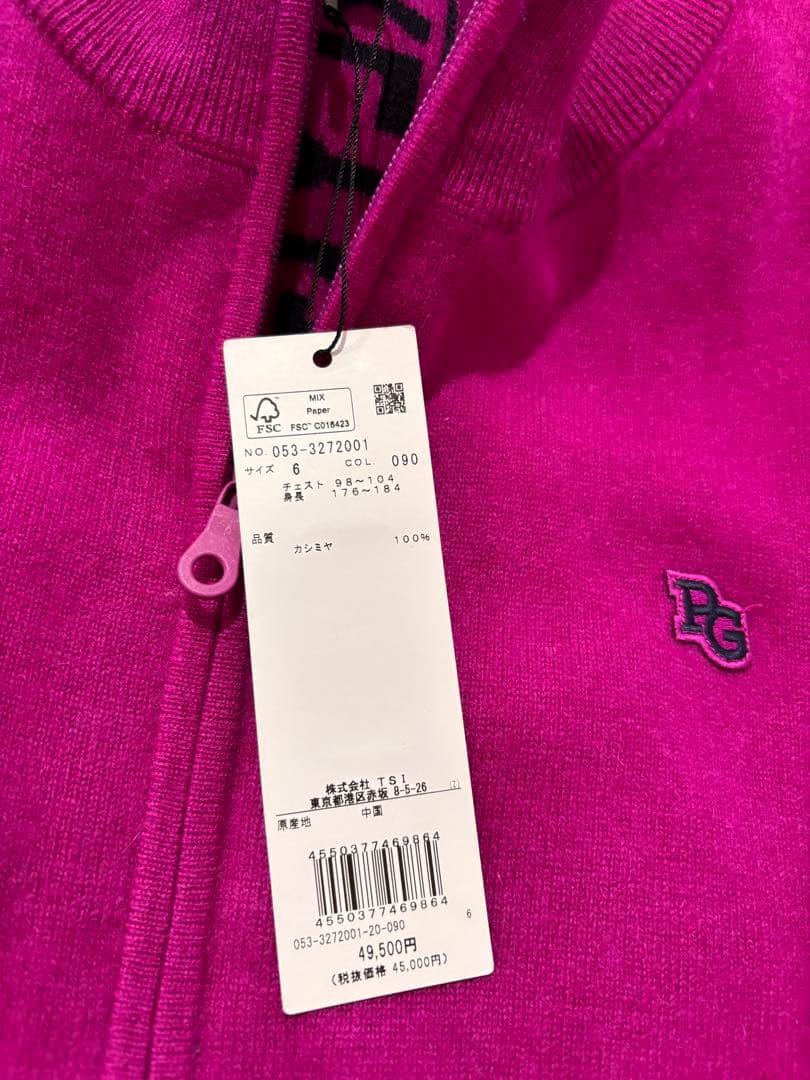 MIX
Paper
FSC
FSC™ C016423
NO. 053-3272001
サイズ 6 COL. 090
チェスト 98～104
身長 176～184
品質
カシミヤ 100%
株式会社 TSI
東京都港区赤坂 8-5-26 (Z)
原産地 中国
4550377469864
4550377469864
053-3272001-20-090 6
49,500円
(税抜価格 45,000円)
PG